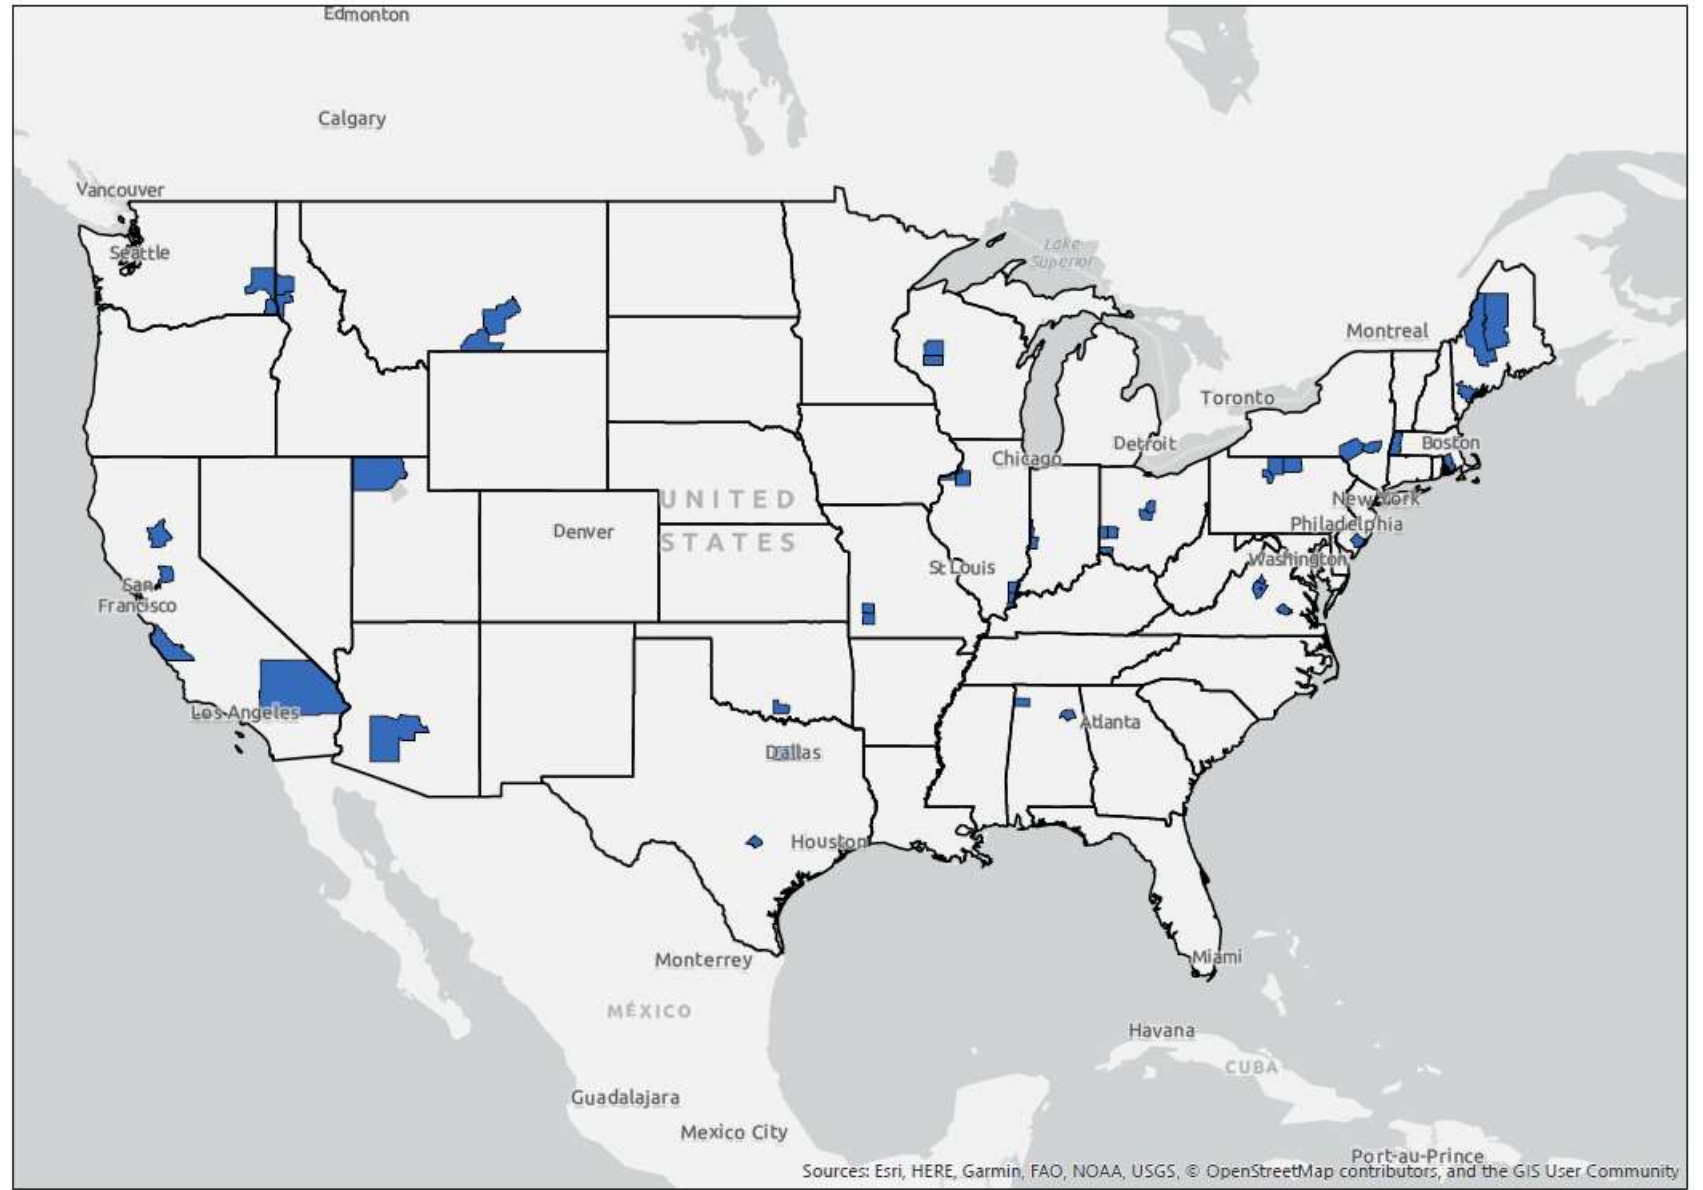 Edmonton
Calgary
Vancouver
Seattle
Lake
Superior
Montreal
Toronto
Detroit
Boston
Chicago
UNITED
STATES
New York
Denver
Philadelphia
Washington
St Louis
San
Francisco
Los Angeles
Atlanta
Dallas
Houston
Monterrey
Miami
MÉXICO
Havana
CUBA
Guadalajara
Mexico City
Port-au-Prince
Sources: Esri, HERE, Garmin, FAO, NOAA, USGS, © OpenStreetMap contributors, and the GIS User Community